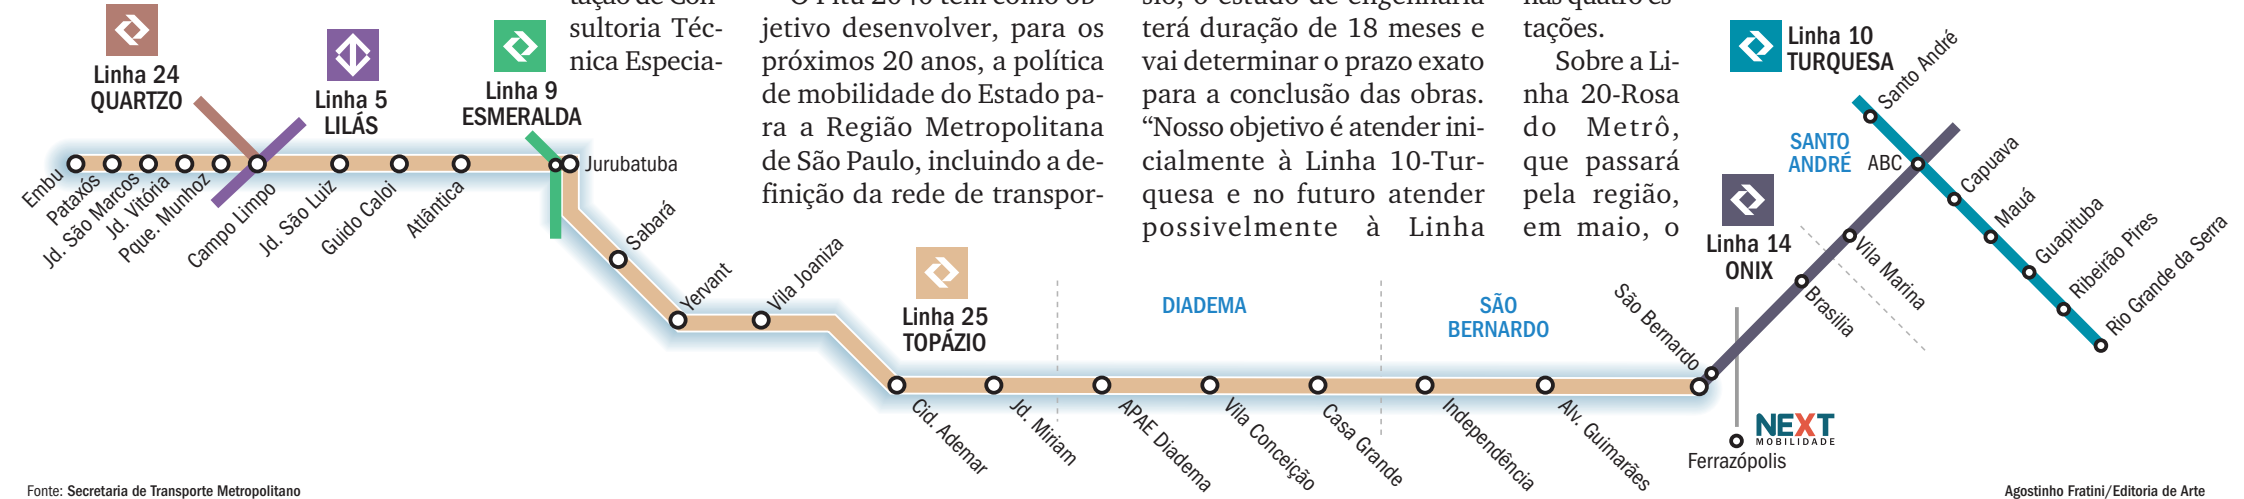 Linha 24
QUARTZO
Linha 5
LILÁS
Linha 9
ESMERALDA
sultoria Téc-
nica Especia-
jetivo desenvolver, para os
próximos 20 anos, a política
de mobilidade do Estado pa-
ra a Região Metropolitana
de São Paulo, incluindo a de-
finição da rede de transpor-
terá duração de 18 meses e
vai determinar o prazo exato
para a conclusão das obras.
“Nosso objetivo é atender ini-
cialmente à Linha 10-Tur-
quesa e no futuro atender
possivelmente à Linha
tações.
Sobre a Li-
nha 20-Rosa
do Metrô,
que passará
pela região,
em maio, o
Linha 10
TURQUESA
Embu
Pataxós
Jd. São Marcos
Jd. Vitória
Pque. Munhoz
Campo Limpo
Jd. São Luiz
Guido Caloi
Atlântica
Jurubatuba
Sabará
Yervant
Vila Joaniza
Linha 25
TOPÁZIO
Cid. Ademar
Jd. Miriam
DIADEMA
APAE Diadema
Vila Conceição
Casa Grande
SÃO
BERNARDO
Independência
Alv. Guimarães
São Bernardo
Linha 14
ONIX
Brasilia
Vila Marina
SANTO
ANDRÉ
ABC
Santo André
Capuava
Mauá
Guapituba
Ribeirão Pires
Rio Grande da Serra
NEXT
MOBILIDADE
Ferrazópolis
Fonte: Secretaria de Transporte Metropolitano
Agostinho Fratini/Editoria de Arte